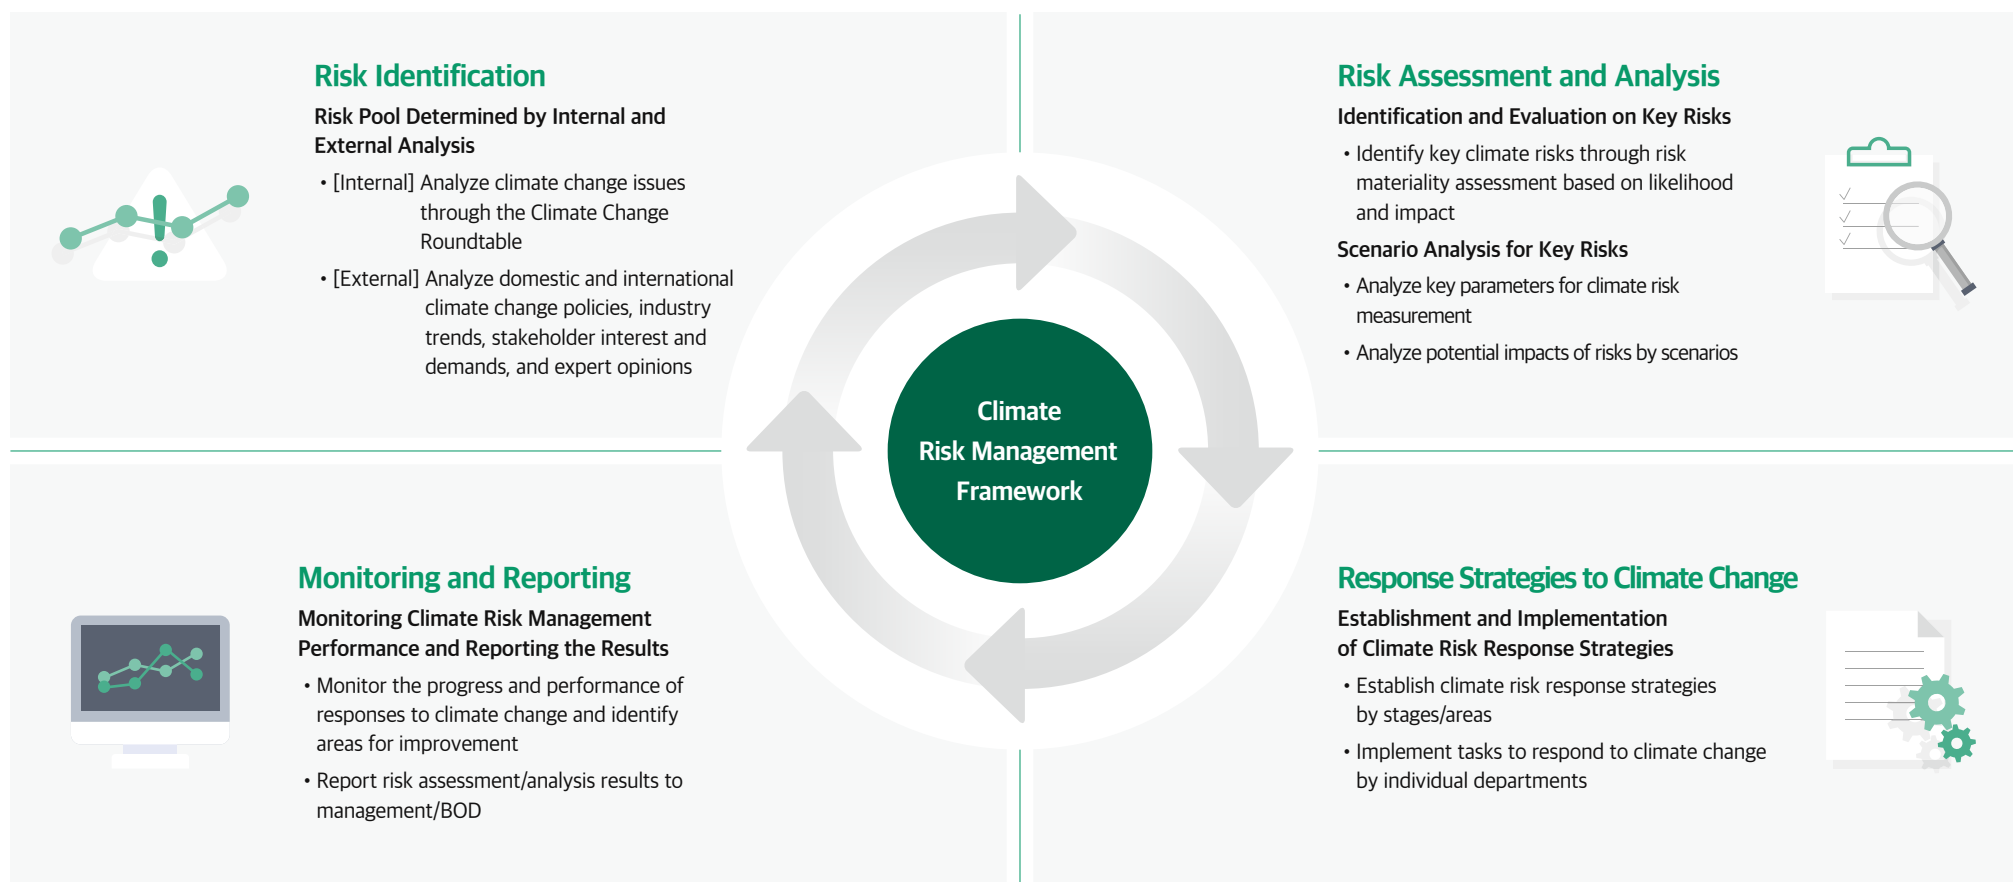 Risk Identification
Risk Pool Determined by Internal and
External Analysis
• [Internal] Analyze climate change issues
through the Climate Change
Roundtable
• [External] Analyze domestic and international
climate change policies, industry
trends, stakeholder interest and
demands, and expert opinions
Risk Assessment and Analysis
Identification and Evaluation on Key Risks
• Identify key climate risks through risk
materiality assessment based on likelihood
and impact
Scenario Analysis for Key Risks
• Analyze key parameters for climate risk
measurement
• Analyze potential impacts of risks by scenarios
Climate
Risk Management
Framework
Monitoring and Reporting
Monitoring Climate Risk Management
Performance and Reporting the Results
• Monitor the progress and performance of
responses to climate change and identify
areas for improvement
• Report risk assessment/analysis results to
management/BOD
Response Strategies to Climate Change
Establishment and Implementation
of Climate Risk Response Strategies
• Establish climate risk response strategies
by stages/areas
• Implement tasks to respond to climate change
by individual departments